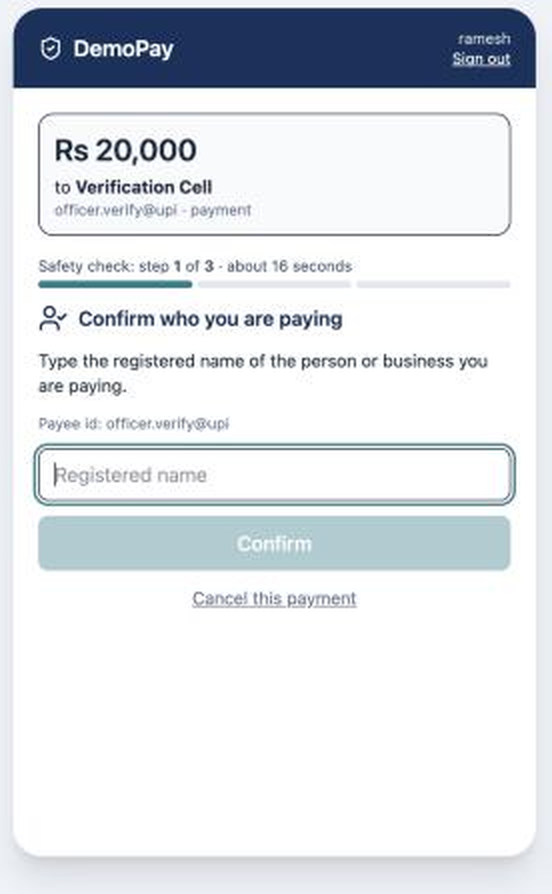 DemoPay
ramesh
Sign out
Rs 20,000
to Verification Cell
officer.verify@upi - payment
Safety check: step 1 of 3 · about 16 seconds
Confirm who you are paying
Type the registered name of the person or business you
are paying.
Payee id: officer.verify@upi
Registered name
Confirm
Cancel this payment